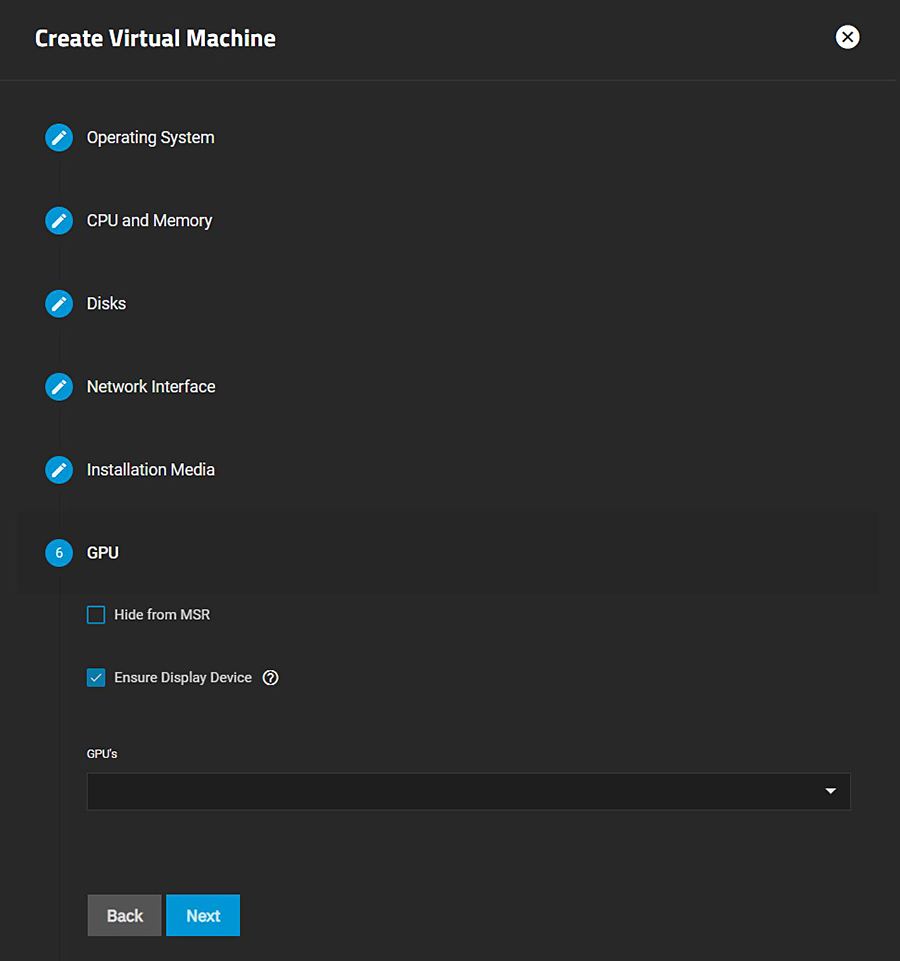 Create Virtual Machine
Operating System
CPU and Memory
Disks
Network Interface
Installation Media
6 GPU
Hide from MSR
Ensure Display Device ?
GPU's
Back Next